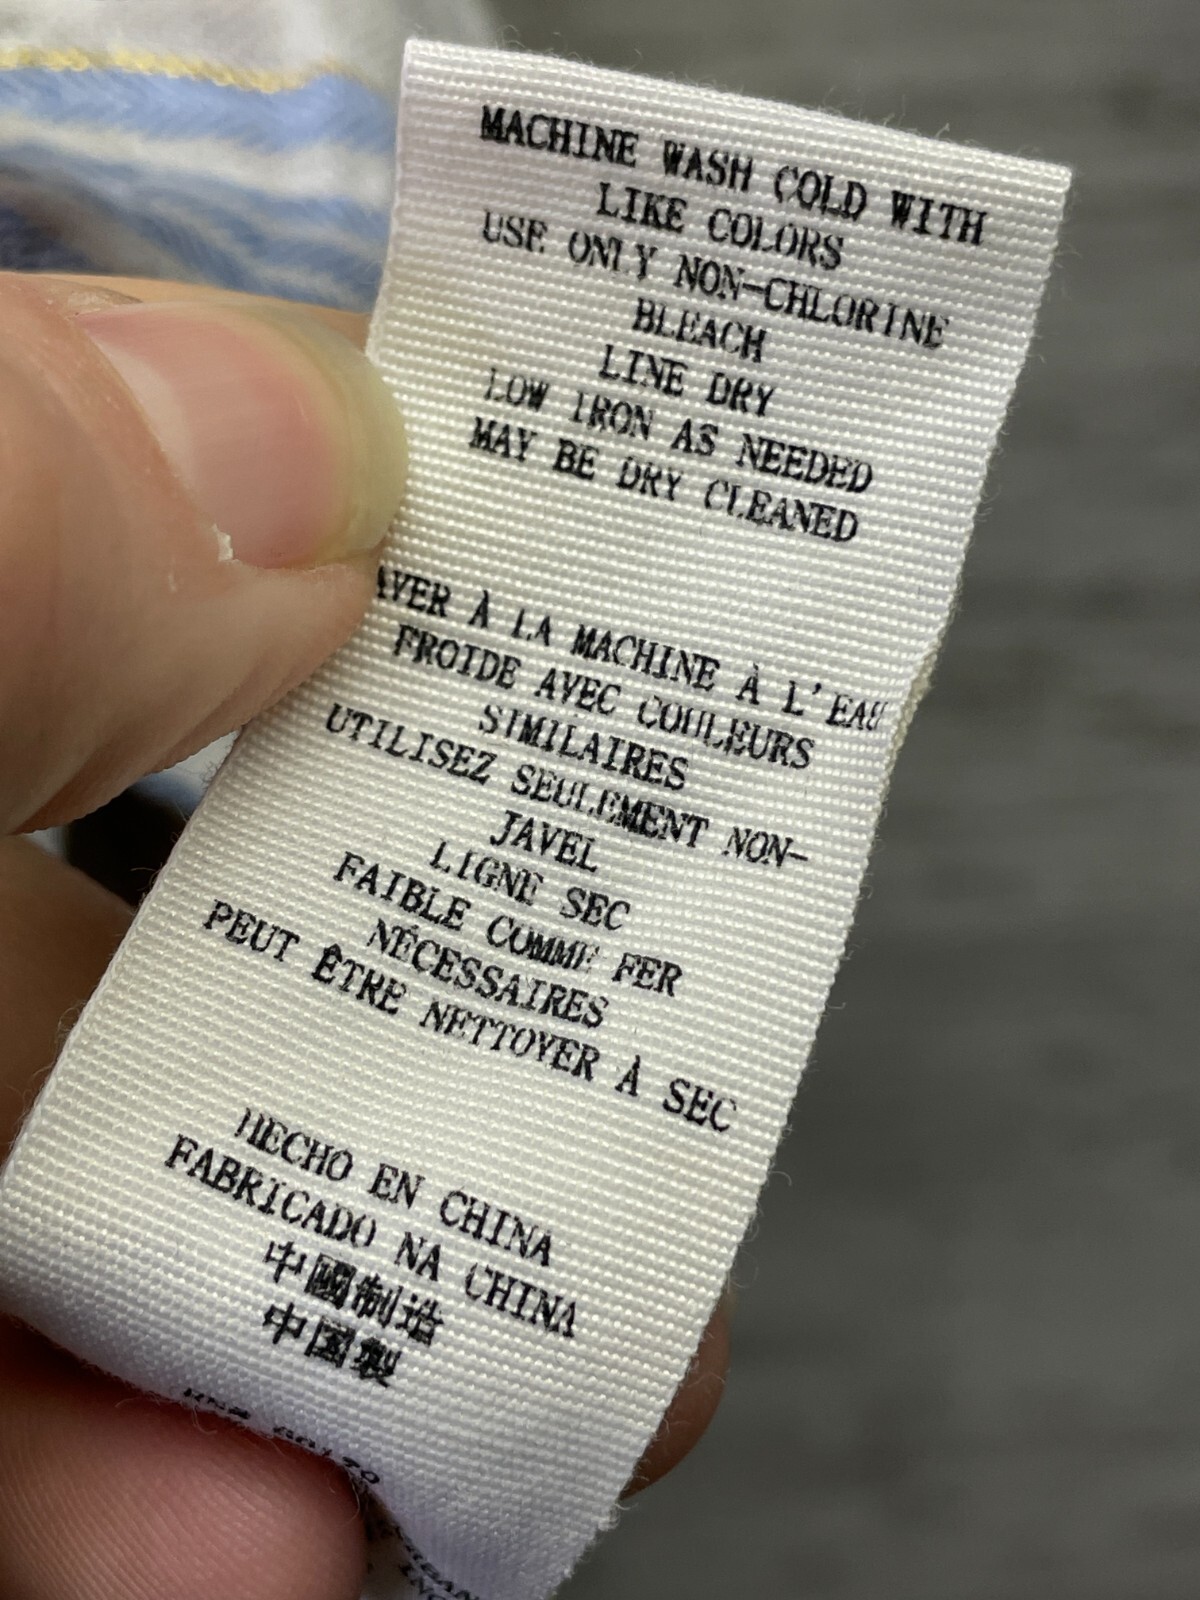 MACHINE WASH COLD WITH
LIKE COLORS
USE ONLY NON-CHLORINE
BLEACH
LINE DRY
LOW IRON AS NEEDED
MAY BE DRY CLEANED
AVER À LA MACHINE À L'EAU
FROIDE AVEC COULEURS
SIMILAIRES
UTILISEZ SEULEMENT NON-
JAVEL
LIGNE SEC
FAIBLE COMME FER
NÉCESSAIRES
PEUT ÊTRE NETTOYER À SEC
HECHO EN CHINA
FABRICADO NA CHINA
中國制造
中国製